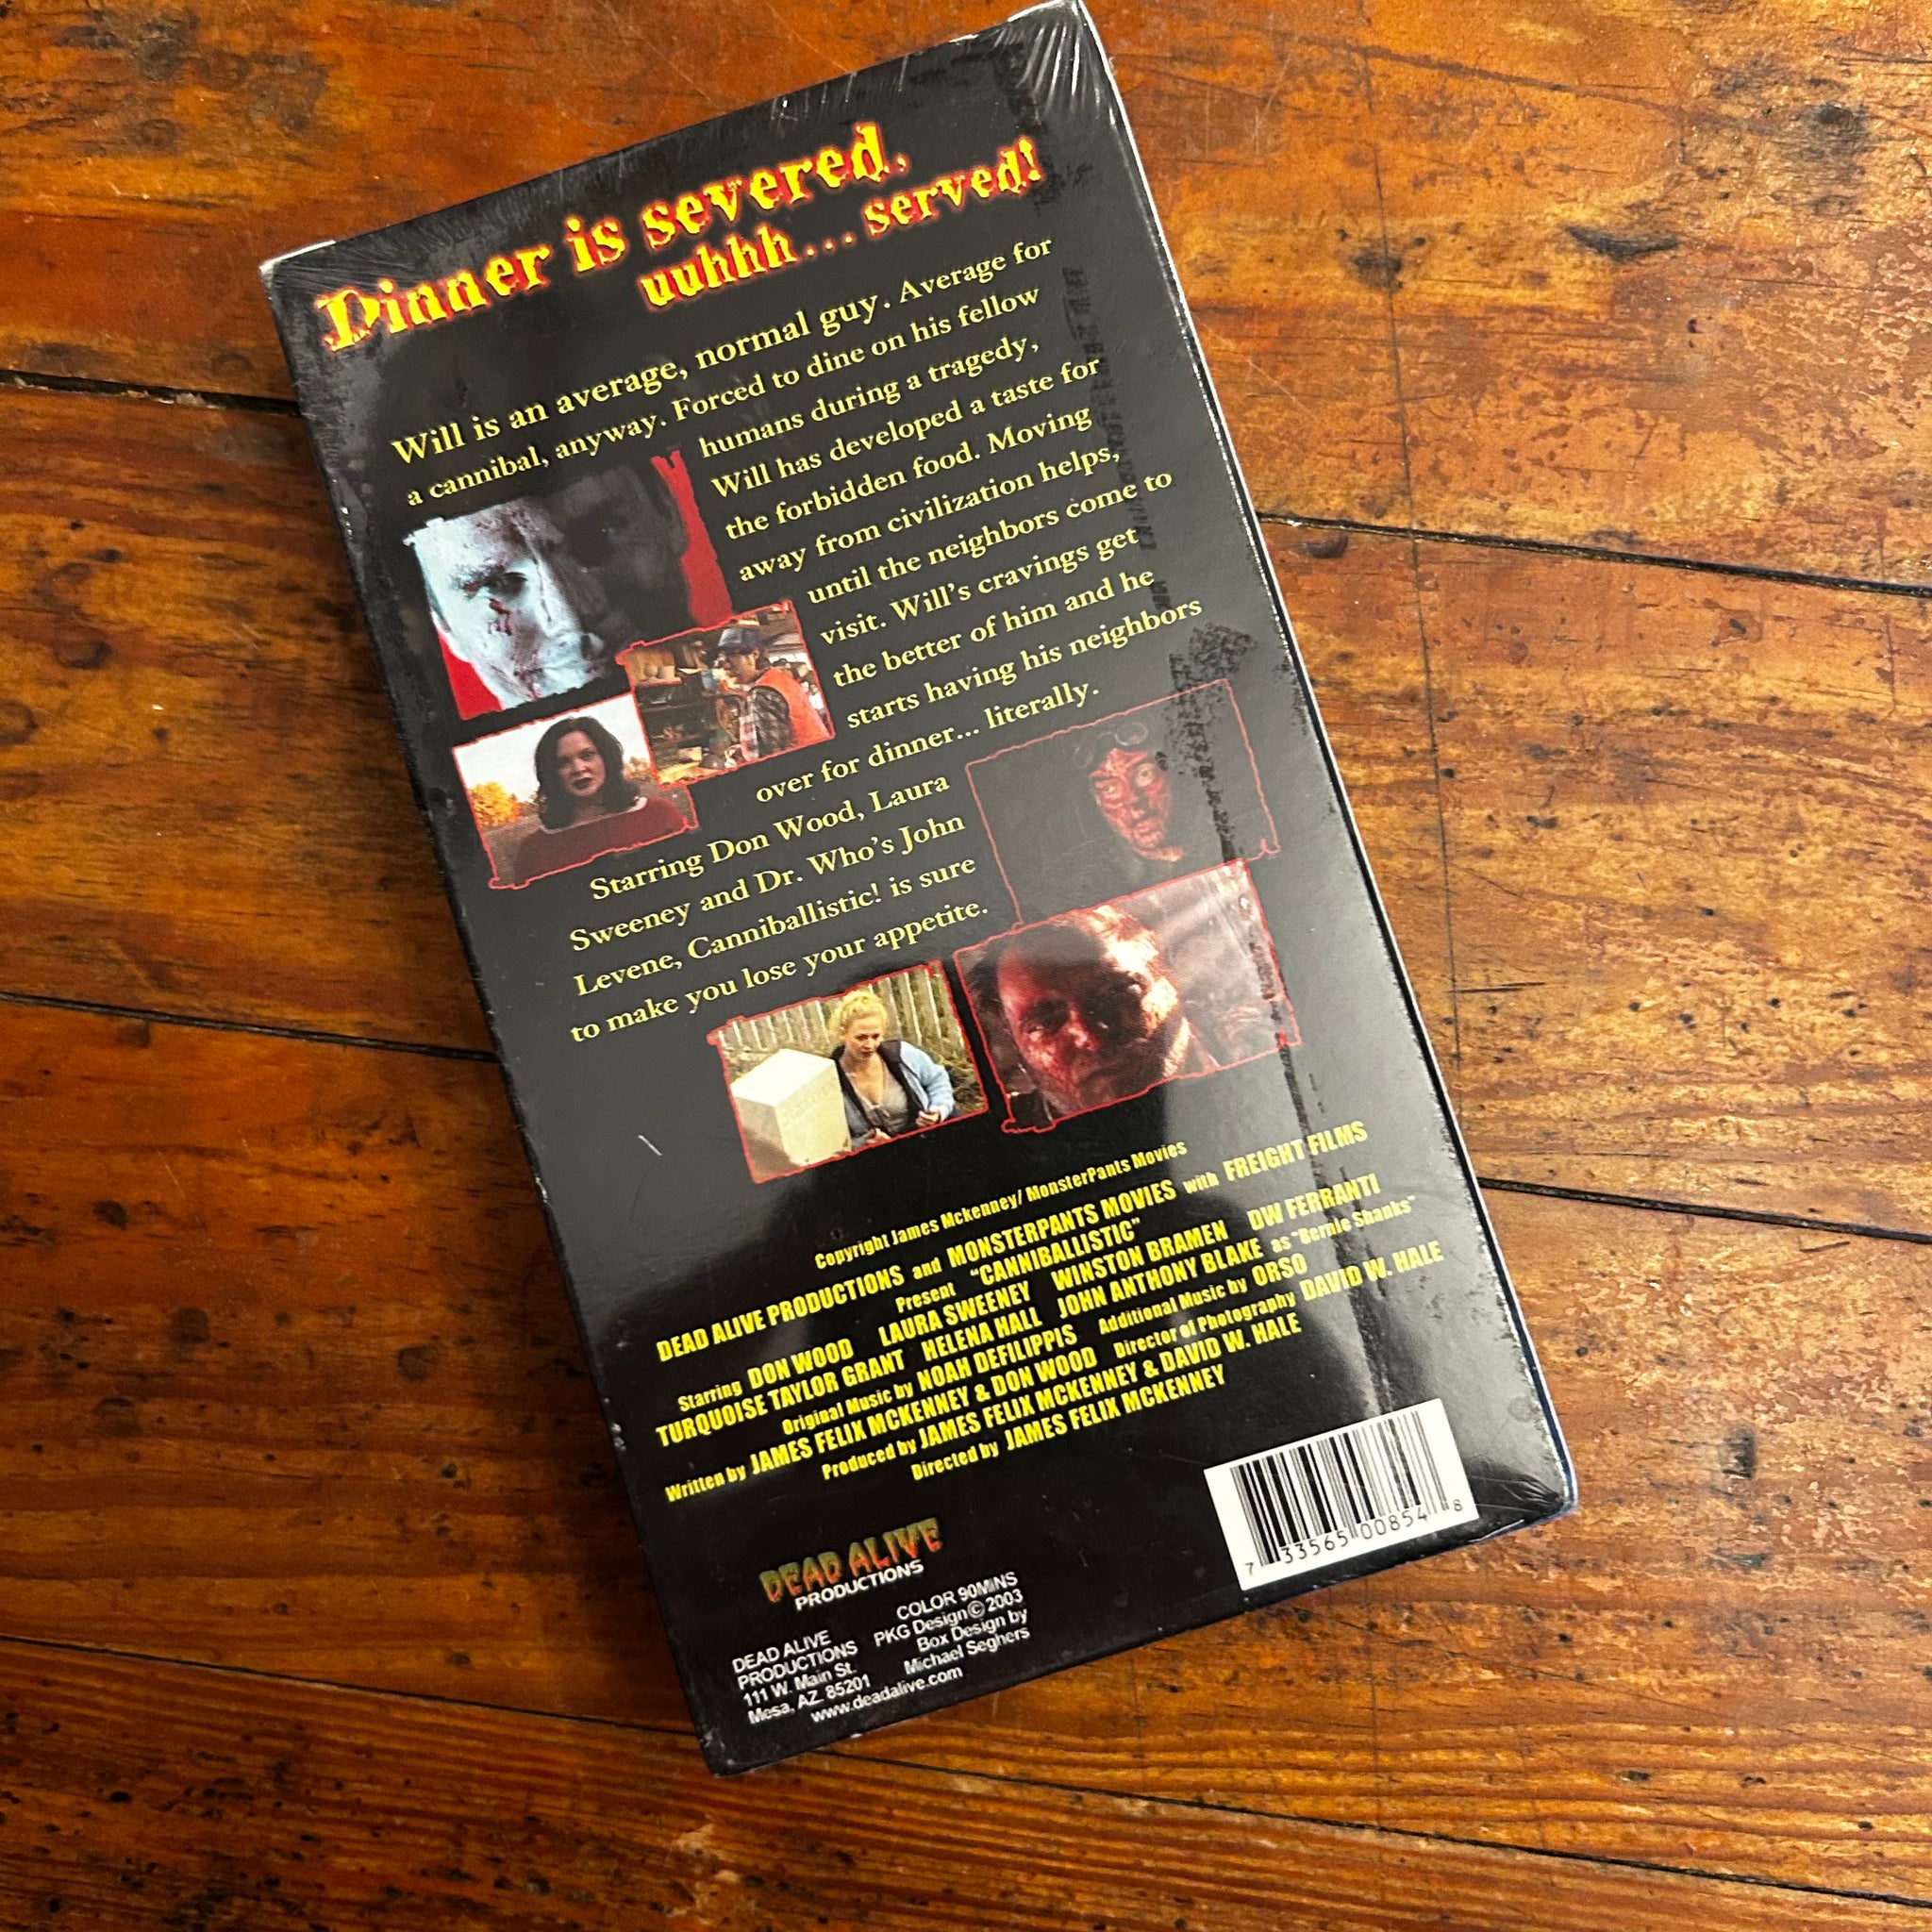 Dinner is severed.
uuhhh... served!
Will is an average, normal guy. Average for
a cannibal, anyway. Forced to dine on his fellow
humans during a tragedy,
Will has developed a taste for
the forbidden food. Moving
away from civilization helps,
until the neighbors come to
visit. Will's cravings get
the better of him and he
starts having his neighbors
over for dinner... literally.
Starring Don Wood, Laura
Sweeney and Dr. Who's John
Levene, Canniballistic! is sure
to make you lose your appetite.
Copyright James Mckenney/ MonsterPants Movies
DEAD ALIVE PRODUCTIONS and MONSTERPANTS MOVIES with FREIGHT FILMS
Present "CANNIBALLISTIC"
Starring DON WOOD LAURA SWEENEY WINSTON BRAMEN DW FERRANTI
TURQUOISE TAYLOR GRANT HELENA HALL JOHN ANTHONY BLAKE as "Bernie Shanks"
Original Music by NOAH DEFILIPPIS Additional Music by ORSO
Written by JAMES FELIX MCKENNEY & DON WOOD Director of Photography DAVID W. HALE
Produced by JAMES FELIX MCKENNEY & DAVID W. HALE
Directed by JAMES FELIX MCKENNEY
7 33565 00854 8
DEAD ALIVE
PRODUCTIONS
DEAD ALIVE
PRODUCTIONS
111 W. Main St.
Mesa, AZ. 85201
COLOR 90MINS
PKG Design © 2003
Box Design by
Michael Seghers
www.deadalive.com